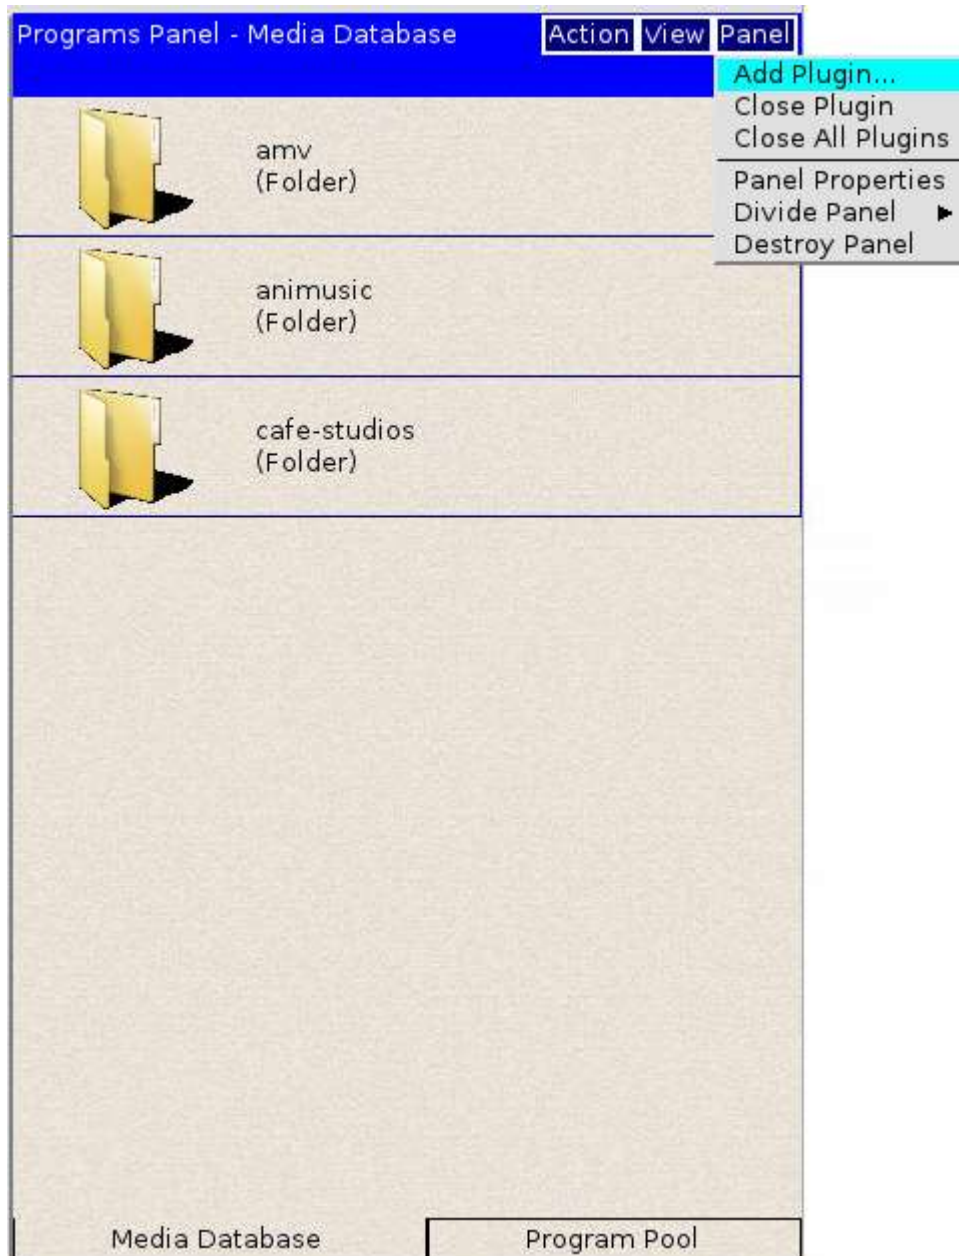 Programs Panel - Media Database Action View Panel
Add Plugin...
Close Plugin
Close All Plugins
Panel Properties
Divide Panel
Destroy Panel
amv
(Folder)
animusic
(Folder)
cafe-studios
(Folder)
Media Database Program Pool